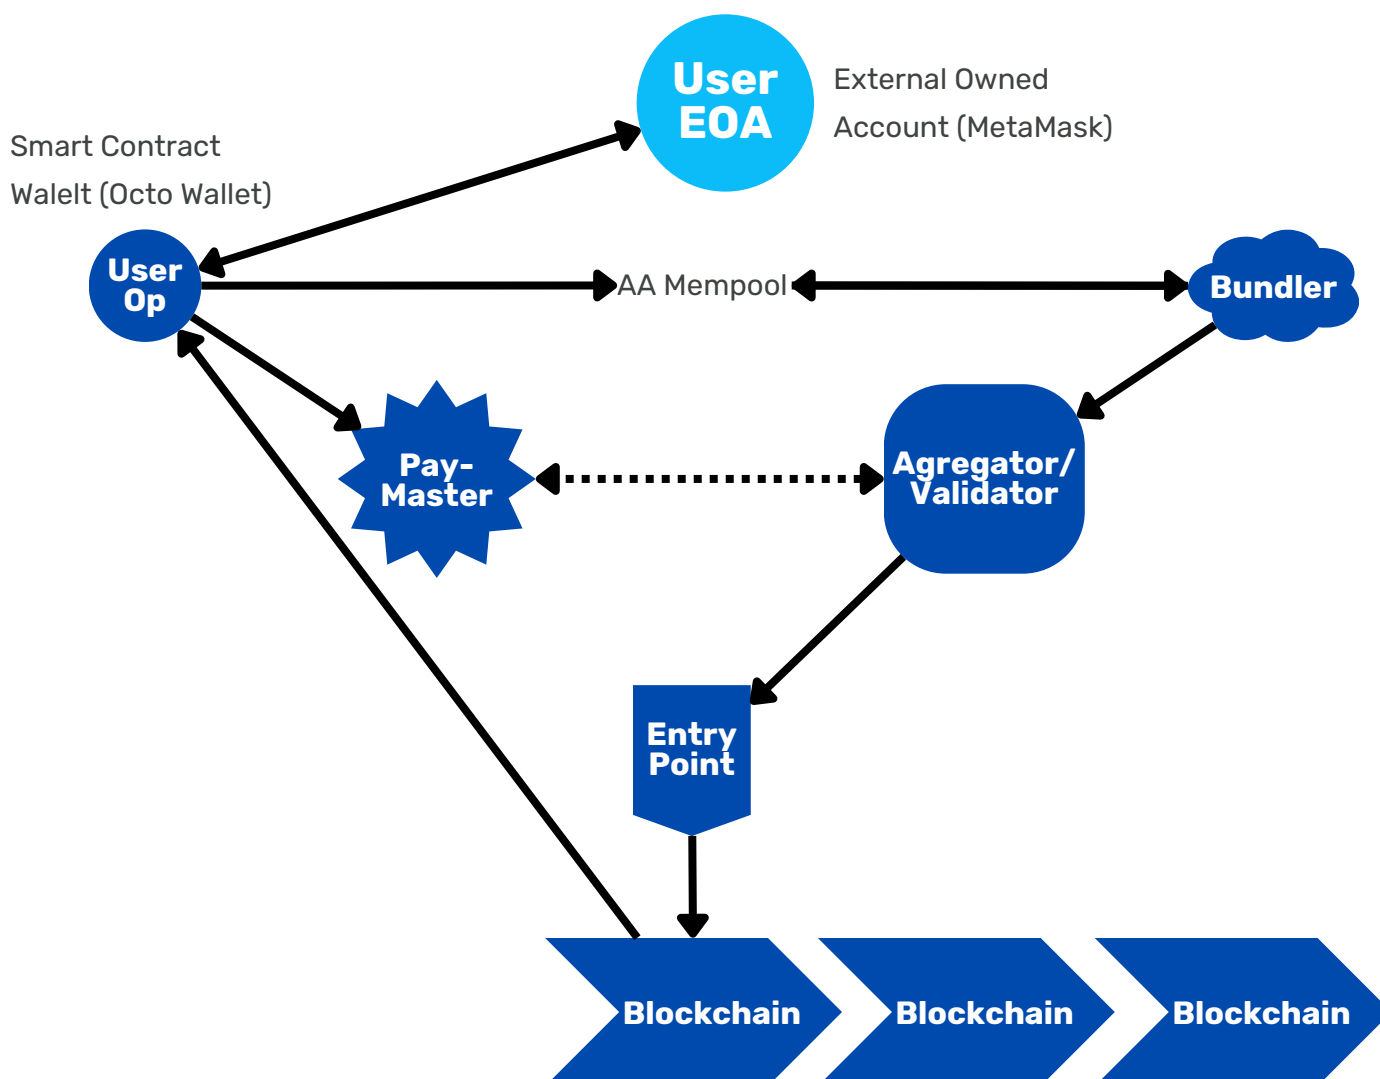 User
EOA
External Owned
Account (MetaMask)
Smart Contract
Walelt (Octo Wallet)
User
Op
AA Mempool
Bundler
Pay-
Master
Agregator/
Validator
Entry
Point
Blockchain
Blockchain
Blockchain